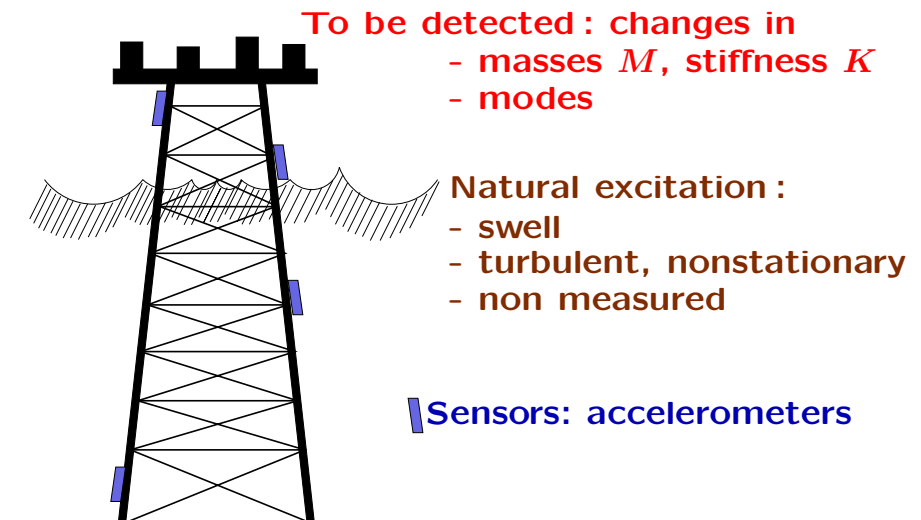 To be detected : changes in
- masses M, stiffness K
- modes
Natural excitation :
- swell
- turbulent, nonstationary
- non measured
Sensors: accelerometers